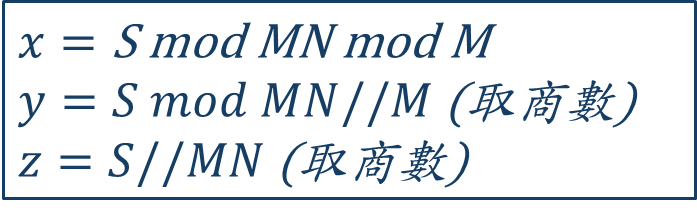 x = S mod MN mod M
y = S mod MN//M (取商數)
z = S//MN (取商數)